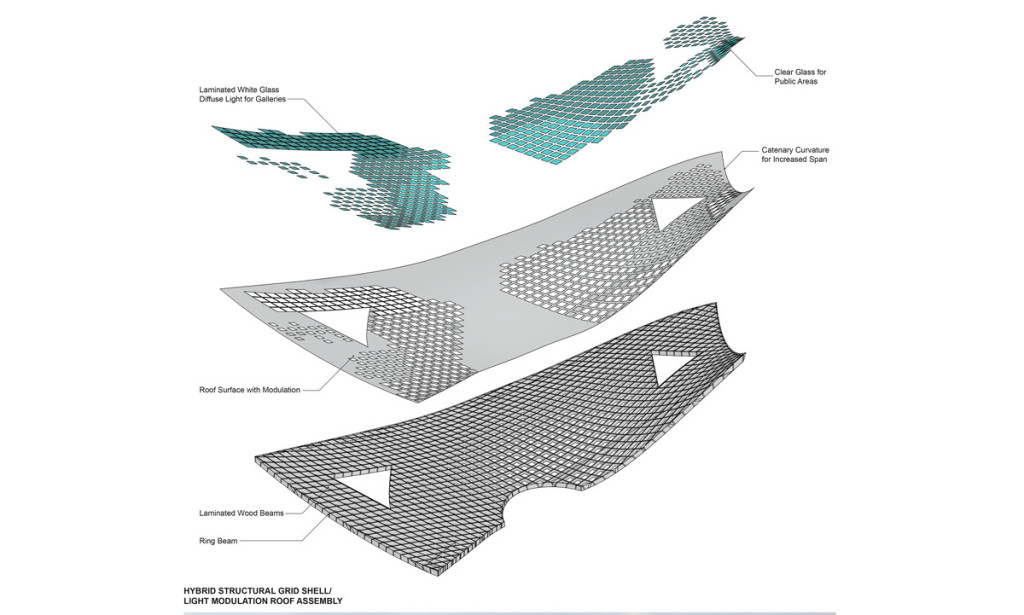 Laminated White Glass
Diffuse Light for Galleries
Clear Glass for
Public Areas
Catenary Curvature
for Increased Span
Roof Surface with Modulation
Laminated Wood Beams
Ring Beam
HYBRID STRUCTURAL GRID SHELL/
LIGHT MODULATION ROOF ASSEMBLY